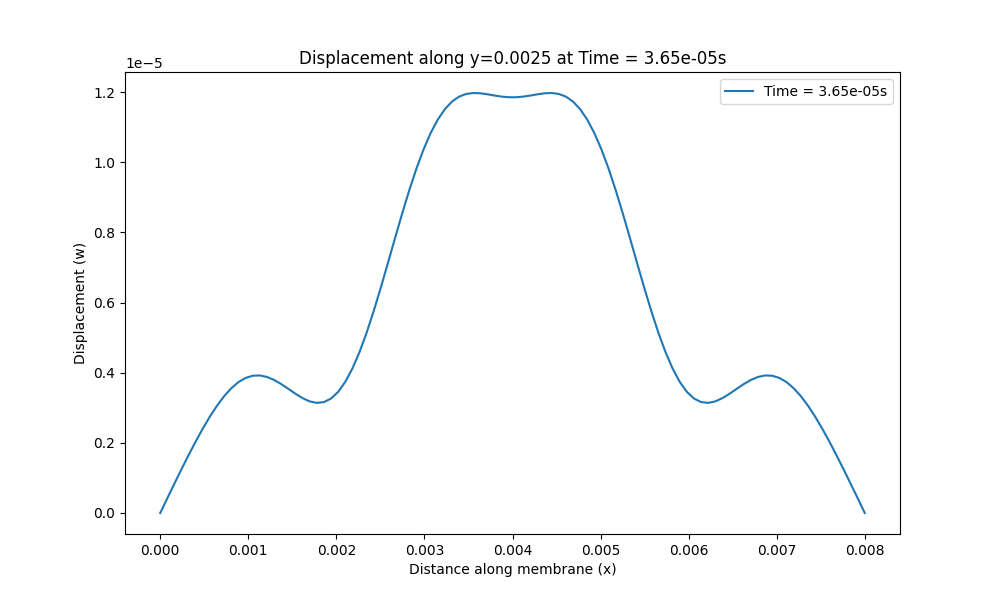 Displacement along y=0.0025 at Time = 3.65e-05s
1e−5
Time = 3.65e-05s
1.2
1.0
0.8
0.6
0.4
0.2
0.0
Displacement (w)
0.000 0.001 0.002 0.003 0.004 0.005 0.006 0.007 0.008
Distance along membrane (x)